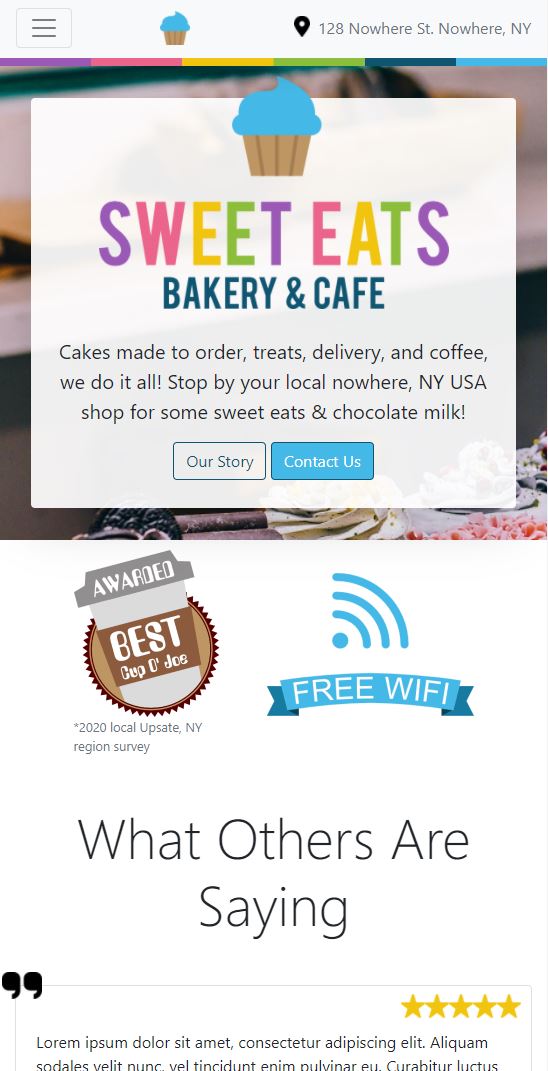 128 Nowhere St. Nowhere, NY
SWEET EATS
BAKERY & CAFE
Cakes made to order, treats, delivery, and coffee,
we do it all! Stop by your local nowhere, NY USA
shop for some sweet eats & chocolate milk!
Our Story
Contact Us
AWARDED
BEST
Cup O' Joe
*2020 local Upsate, NY
region survey
FREE WIFI
What Others Are
Saying
Lorem ipsum dolor sit amet, consectetur adipiscing elit. Aliquam
sodales velit nunc, vel tincidunt enim pulvinar eu. Curabitur luctus